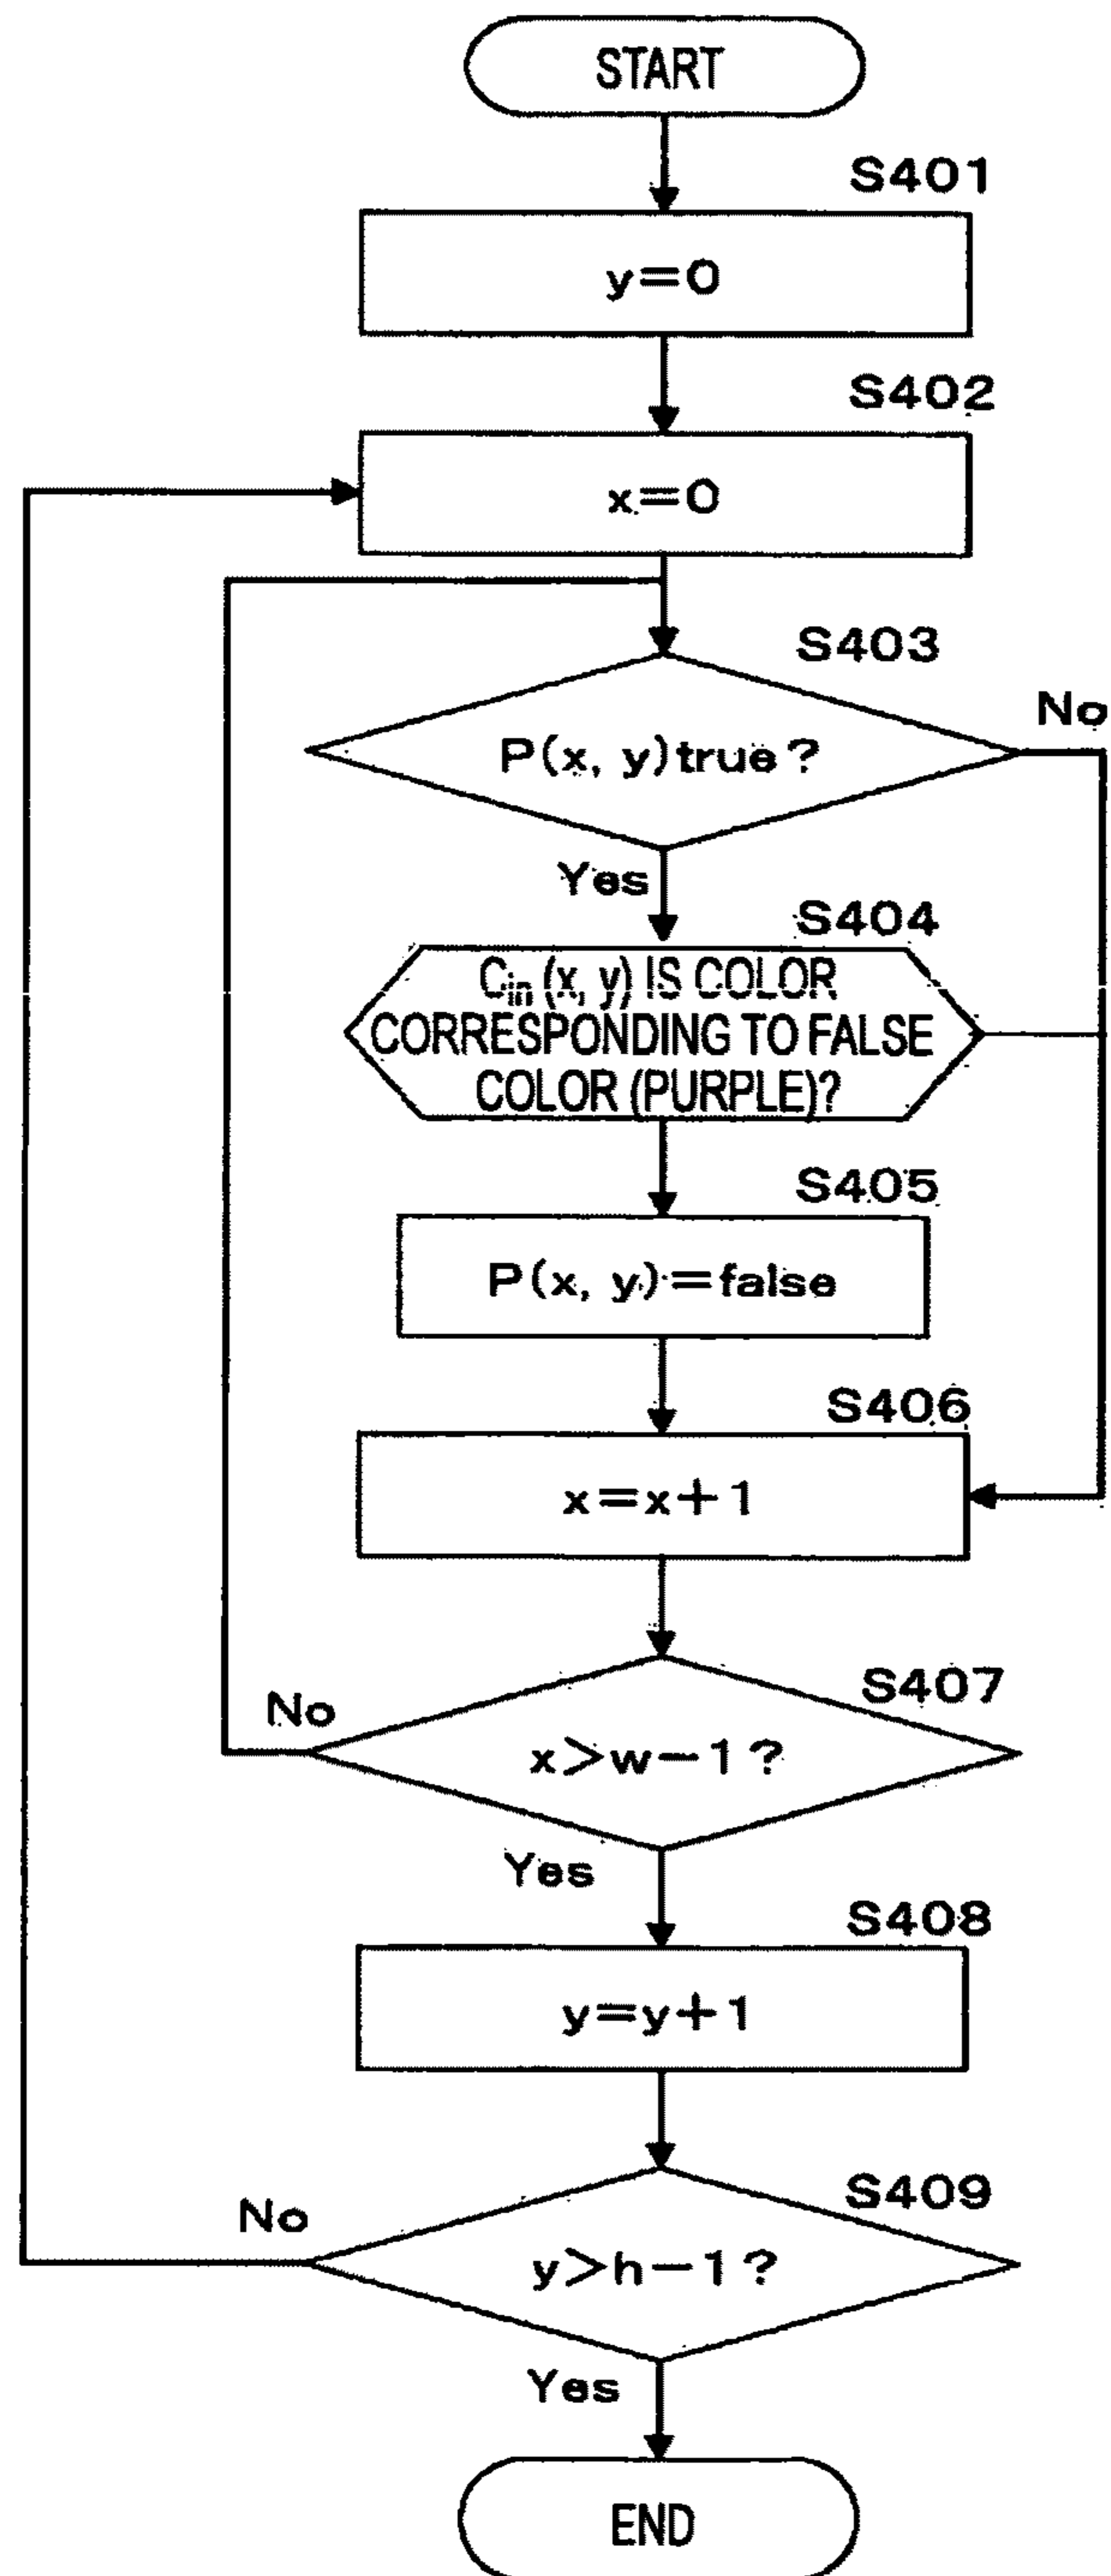 START
S401
y=0
S402
x=0
S403
P(x, y)true?
No
Yes
S404
Cin (x, y) IS COLOR
CORRESPONDING TO FALSE
COLOR (PURPLE)?
S405
P(x, y)=false
S406
x=x+1
S407
x>w-1?
No
Yes
S408
y=y+1
S409
y>h-1?
No
Yes
END